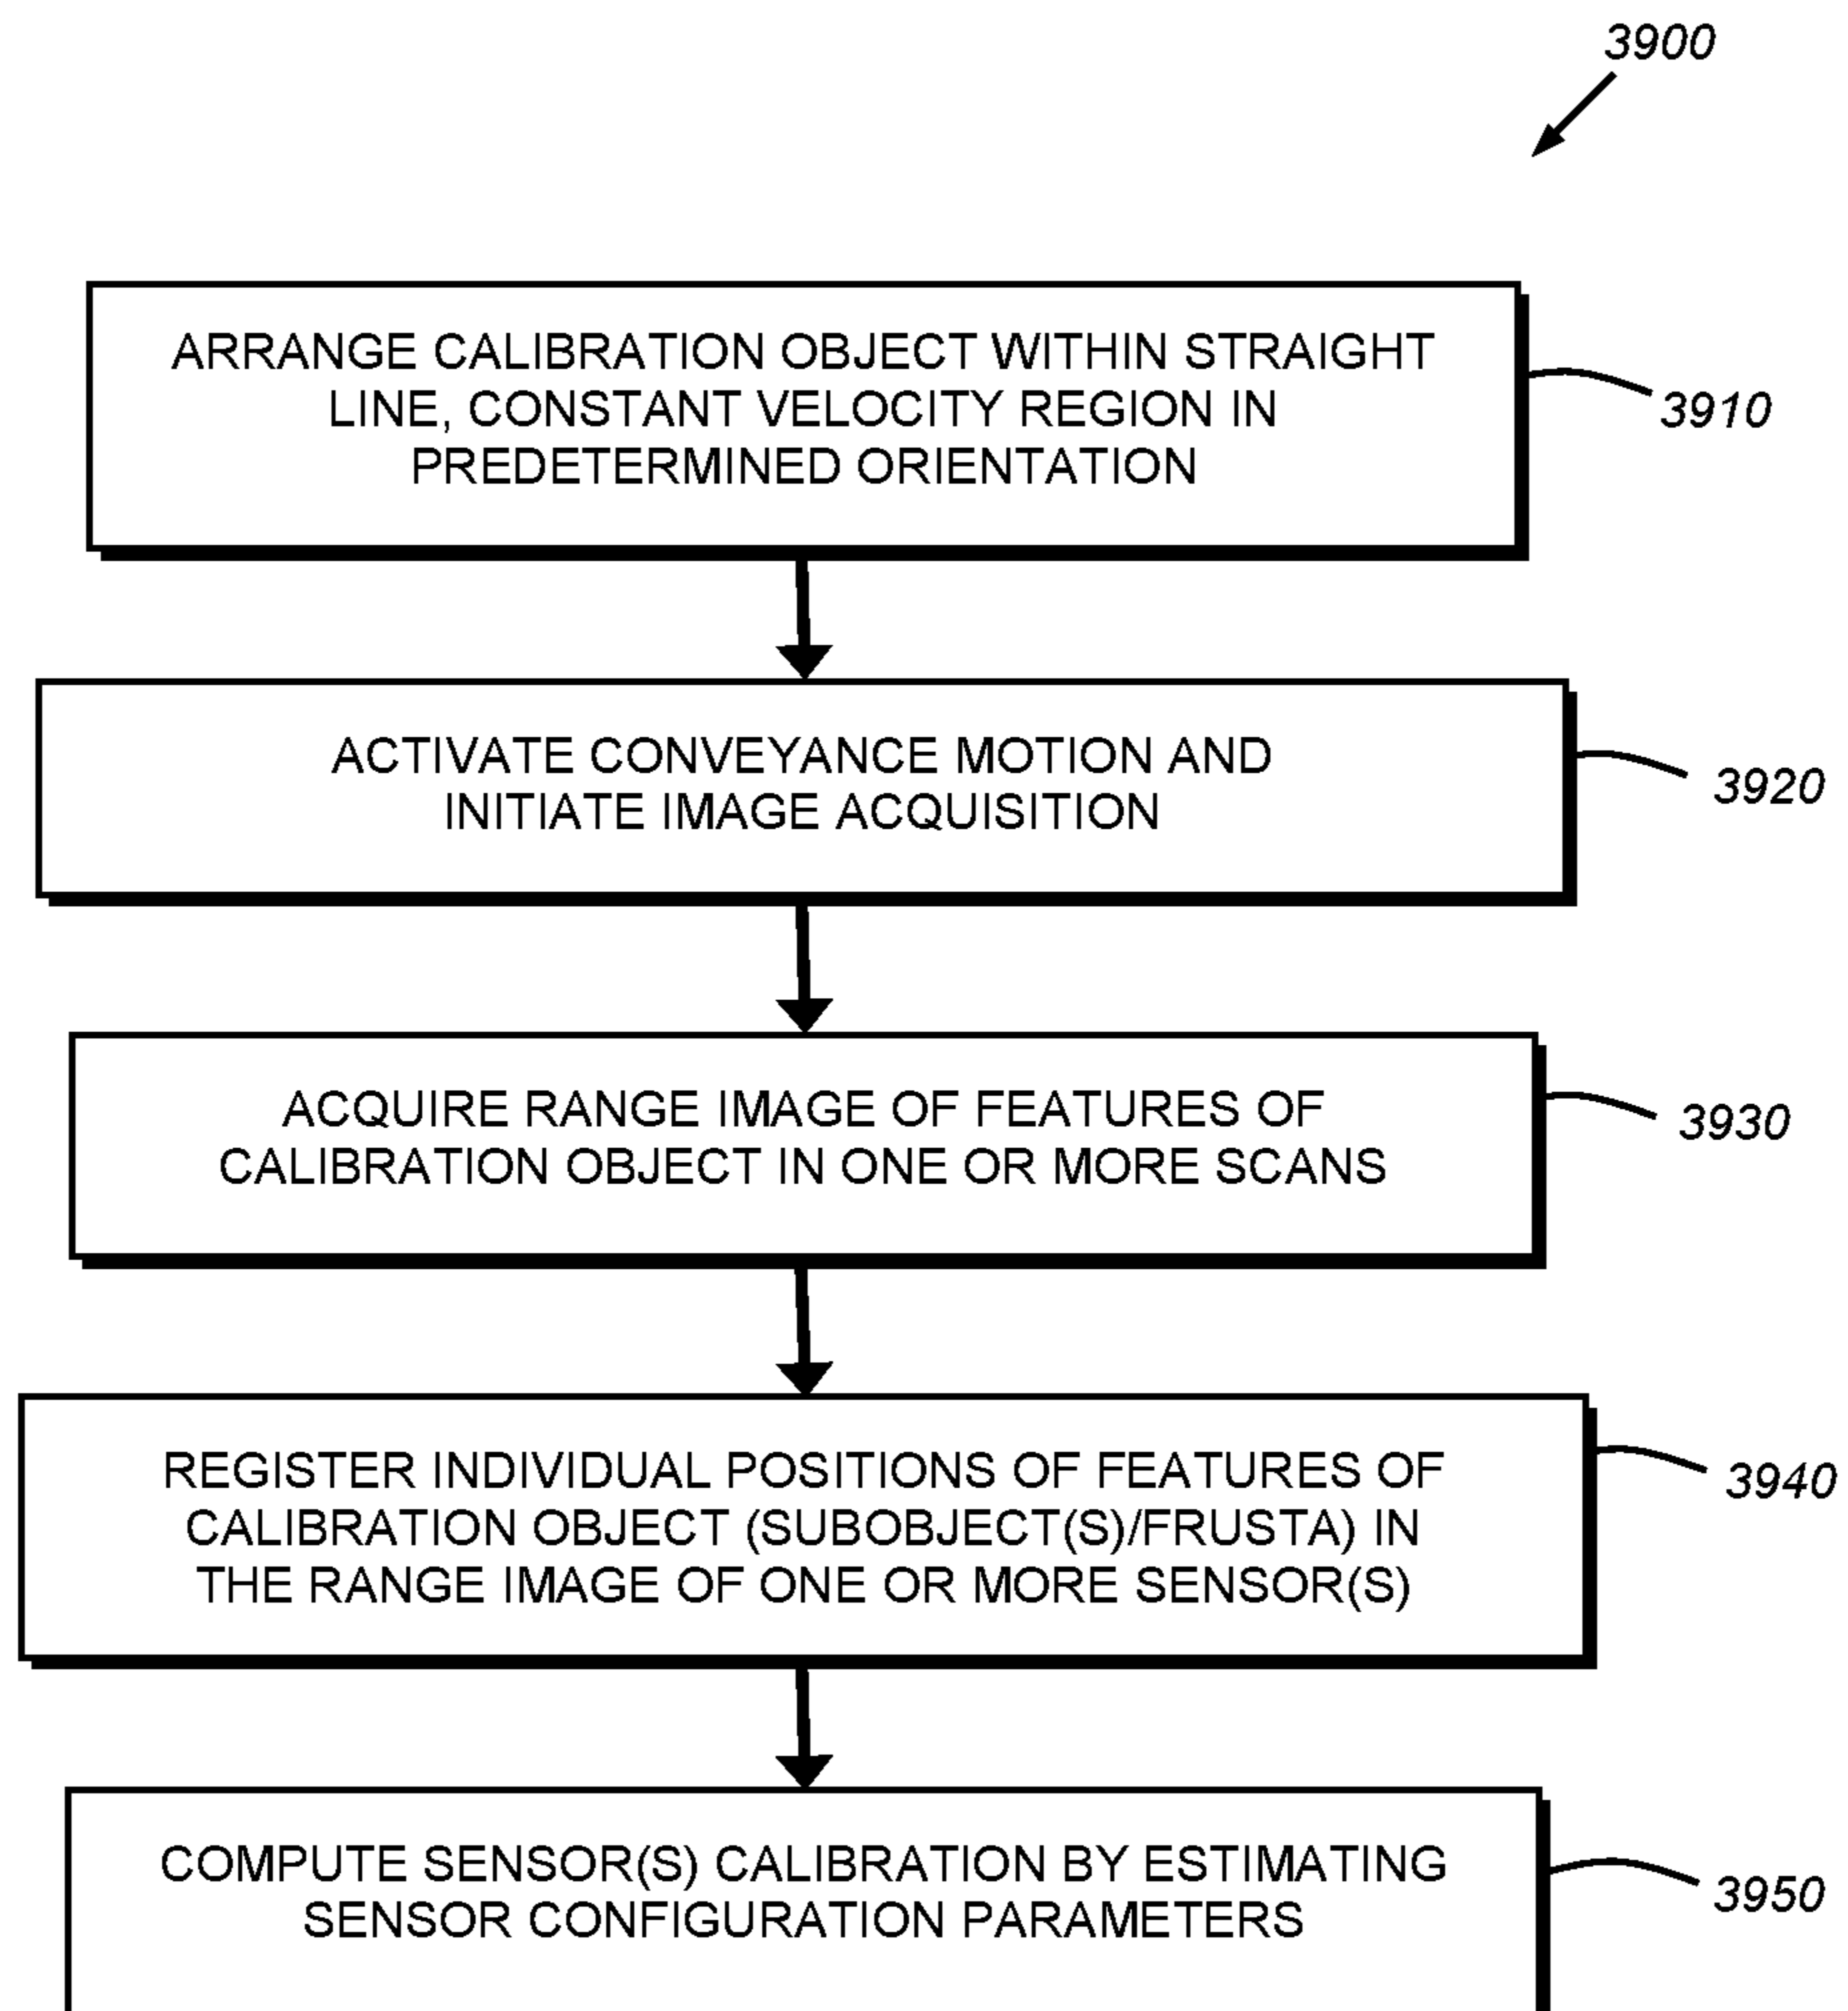 3900
ARRANGE CALIBRATION OBJECT WITHIN STRAIGHT
LINE, CONSTANT VELOCITY REGION IN
PREDETERMINED ORIENTATION
3910
ACTIVATE CONVEYANCE MOTION AND
INITIATE IMAGE ACQUISITION
3920
ACQUIRE RANGE IMAGE OF FEATURES OF
CALIBRATION OBJECT IN ONE OR MORE SCANS
3930
REGISTER INDIVIDUAL POSITIONS OF FEATURES OF
CALIBRATION OBJECT (SUBOBJECT(S)/FRUSTA) IN
THE RANGE IMAGE OF ONE OR MORE SENSOR(S)
3940
COMPUTE SENSOR(S) CALIBRATION BY ESTIMATING
SENSOR CONFIGURATION PARAMETERS
3950